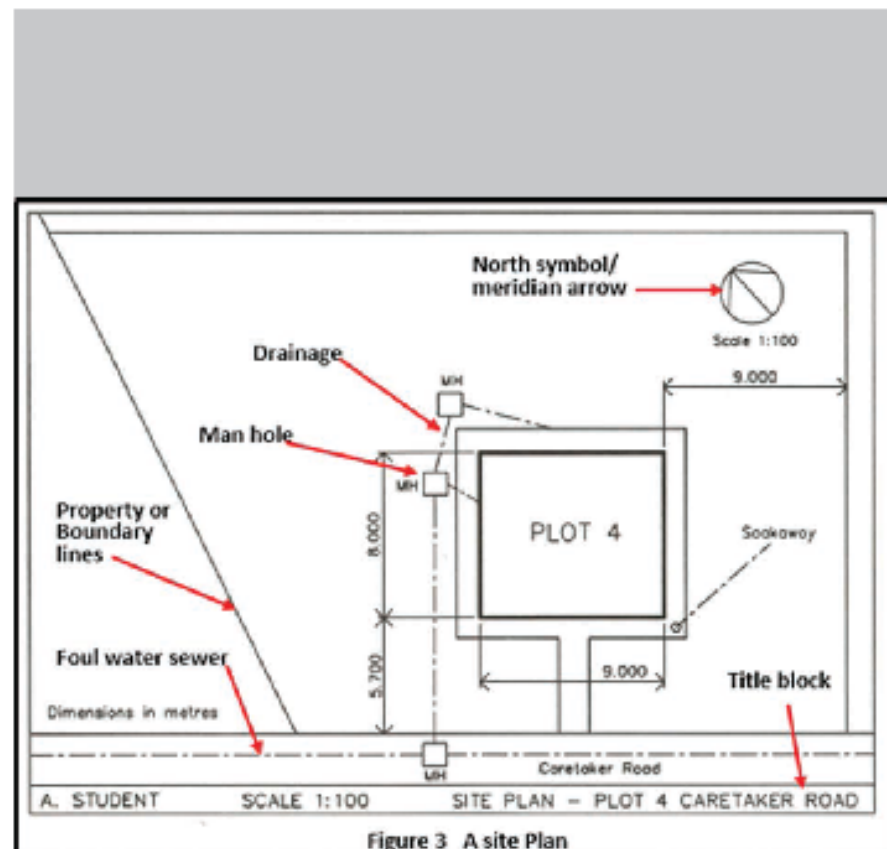 North symbol/
meridian arrow
Scale 1:100
9.000
Drainage
MH
Man hole
MH
Property or
Boundary
lines
8.000
PLOT 4
Soakaway
Foul water sewer
5.700
9.000
Title block
Dimensions in metres
MH
Caretaker Road
A. STUDENT SCALE 1:100 SITE PLAN - PLOT 4 CARETAKER ROAD
Figure 3 A site Plan